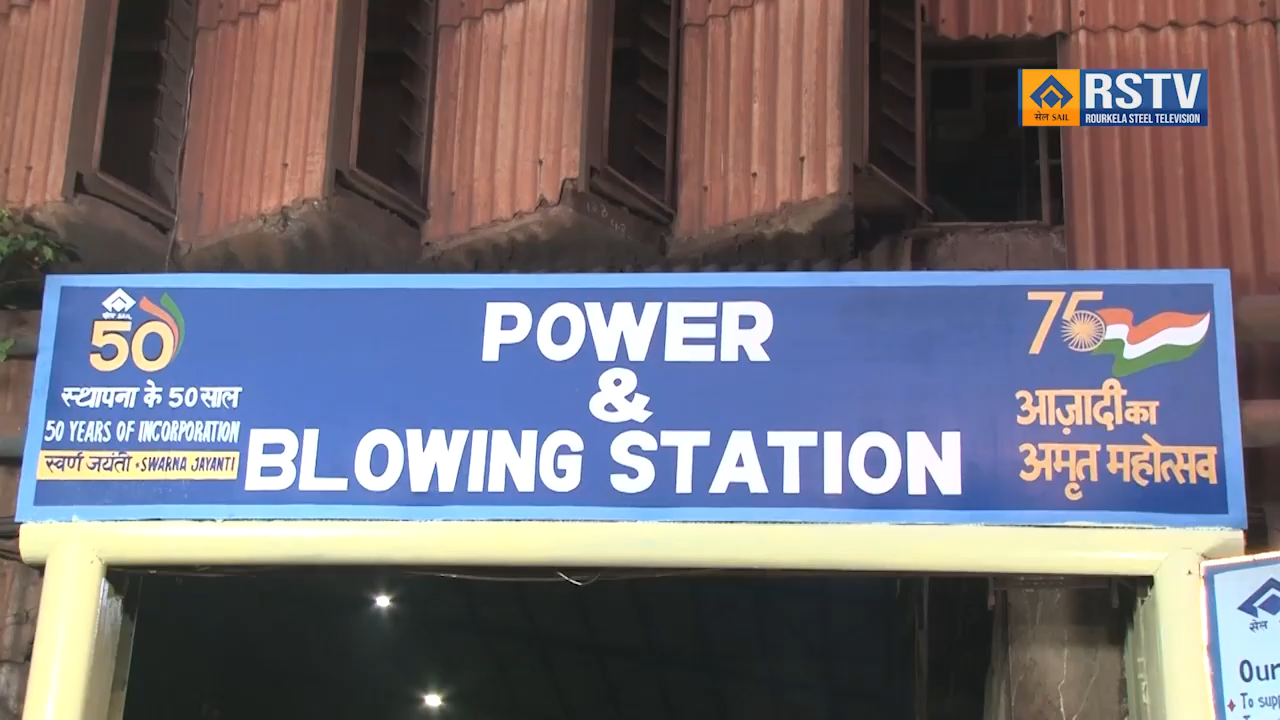 सेल SAIL
RSTV
ROURKELA STEEL TELEVISION
सेल SAIL
50
स्थापना के 50 साल
50 YEARS OF INCORPORATION
स्वर्ण जयंती • SWARNA JAYANTI
POWER
&
BLOWING STATION
75
आज़ादी का
अमृत महोत्सव
सेल
Our
To